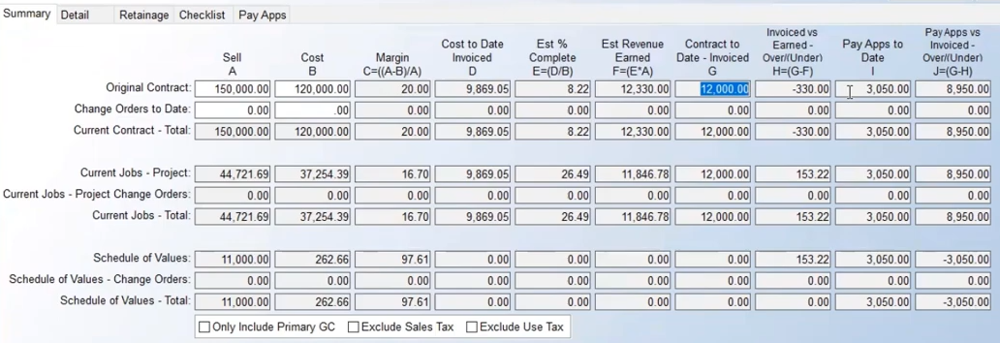 Summary Detail Retainage Checklist Pay Apps
Sell A
Cost B
Margin C=((A-B)/A)
Cost to Date Invoiced D
Est % Complete E=(D/B)
Est Revenue Earned F=(E*A)
Contract to Date - Invoiced G
Invoiced vs Earned - Over/(Under) H=(G-F)
Pay Apps to Date I
Pay Apps vs Invoiced - Over/(Under) J=(G-H)
Original Contract: 150,000.00 120,000.00 20.00 9,869.05 8.22 12,330.00 12,000.00 -330.00 3,050.00 8,950.00
Change Orders to Date: 0.00 .00 0.00 0.00 0.00 0.00 0.00 0.00 0.00 0.00
Current Contract - Total: 150,000.00 120,000.00 20.00 9,869.05 8.22 12,330.00 12,000.00 -330.00 3,050.00 8,950.00
Current Jobs - Project: 44,721.69 37,254.39 16.70 9,869.05 26.49 11,846.78 12,000.00 153.22 3,050.00 8,950.00
Current Jobs - Project Change Orders: 0.00 0.00 0.00 0.00 0.00 0.00 0.00 0.00 0.00 0.00
Current Jobs - Total: 44,721.69 37,254.39 16.70 9,869.05 26.49 11,846.78 12,000.00 153.22 3,050.00 8,950.00
Schedule of Values: 11,000.00 262.66 97.61 0.00 0.00 0.00 0.00 153.22 3,050.00 -3,050.00
Schedule of Values - Change Orders: 0.00 0.00 0.00 0.00 0.00 0.00 0.00 0.00 0.00 0.00
Schedule of Values - Total: 11,000.00 262.66 97.61 0.00 0.00 0.00 0.00 0.00 3,050.00 -3,050.00
Only Include Primary GC Exclude Sales Tax Exclude Use Tax